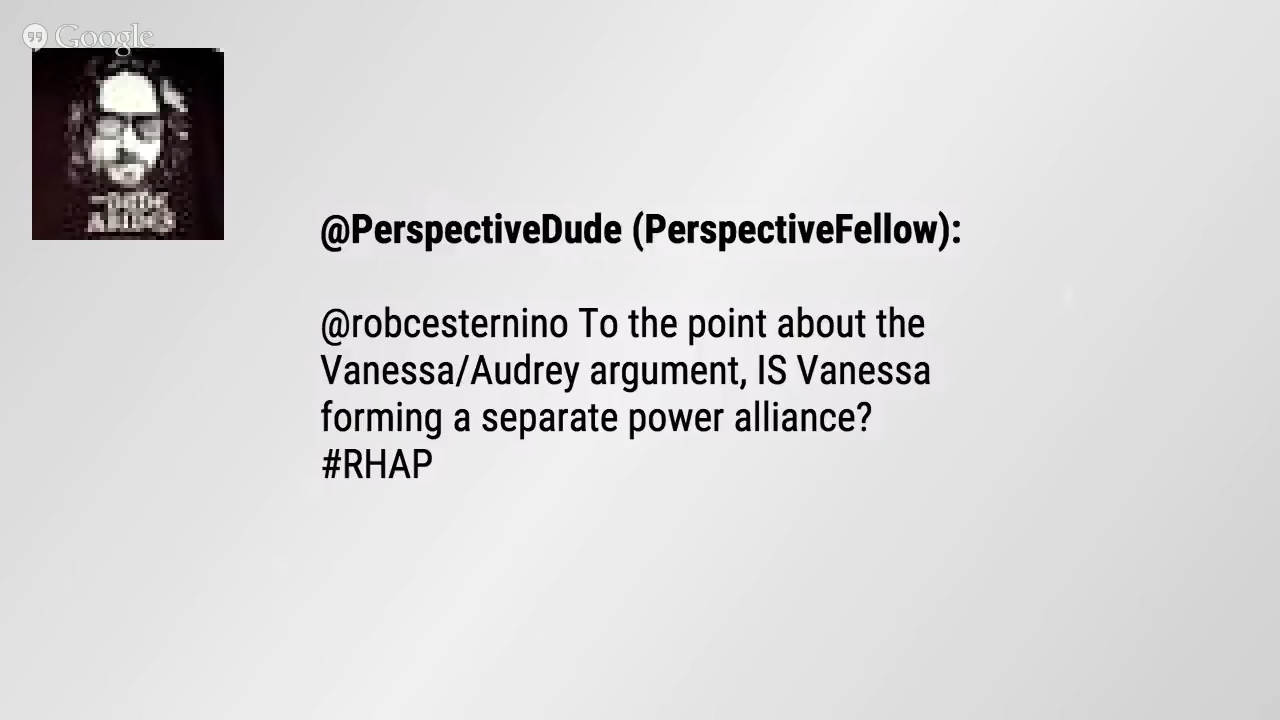 Google
@PerspectiveDude (PerspectiveFellow):
@robcesternino To the point about the
Vanessa/Audrey argument, IS Vanessa
forming a separate power alliance?
#RHAP